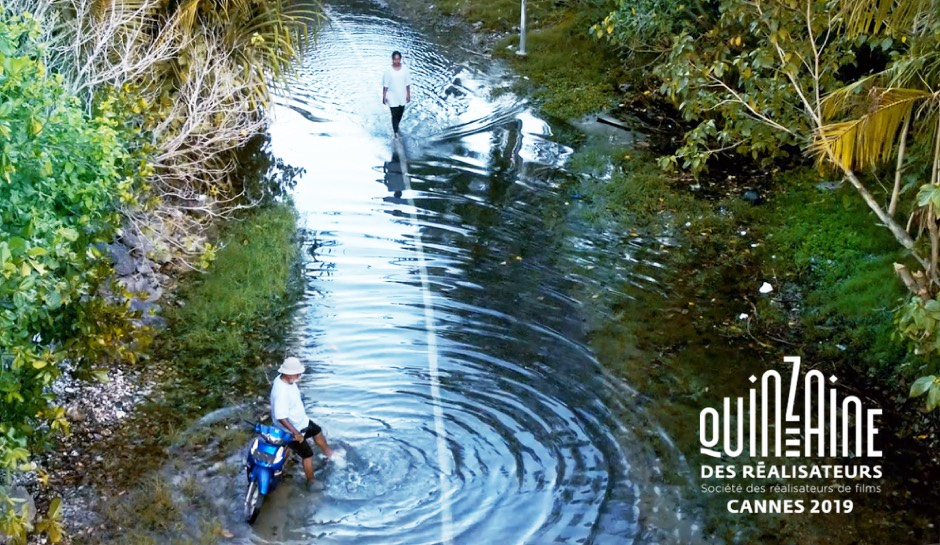 QUINZAINE
DES RÉALISATEURS
Société des réalisateurs de films
CANNES 2019